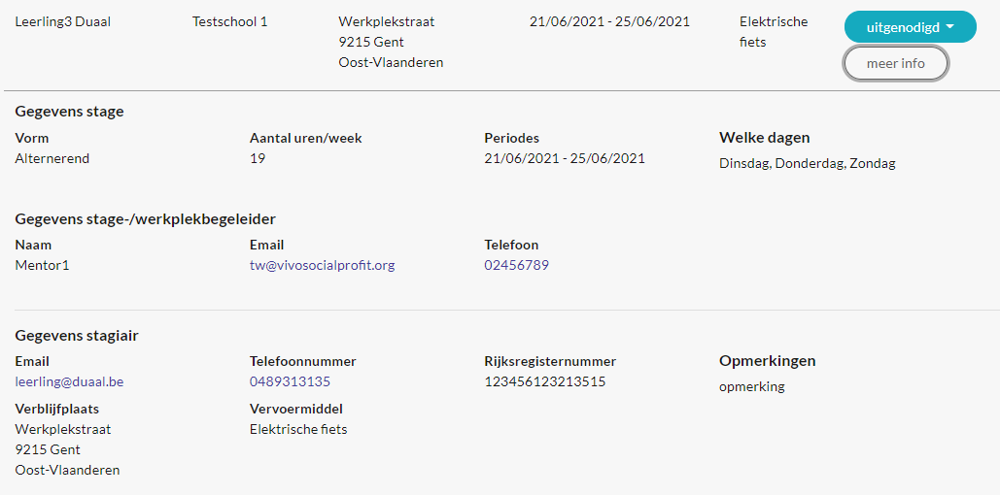 Leerling3 Duaal Testschool 1 Werkplekstraat 21/06/2021 - 25/06/2021 Elektrische uitgenodigd
9215 Gent fiets
Oost-Vlaanderen meer info
Gegevens stage
Vorm Aantal uren/week Periodes Welke dagen
Alternerend 19 21/06/2021 - 25/06/2021 Dinsdag, Donderdag, Zondag
Gegevens stage-/werkplekbegeleider
Naam Email Telefoon
Mentor1 tw@vivosocialprofit.org 02456789
Gegevens stagiair
Email Telefoonnummer Rijksregisternummer Opmerkingen
leerling@duaal.be 0489313135 123456123213515 opmerking
Verblijfplaats Vervoermiddel
Werkplekstraat Elektrische fiets
9215 Gent
Oost-Vlaanderen